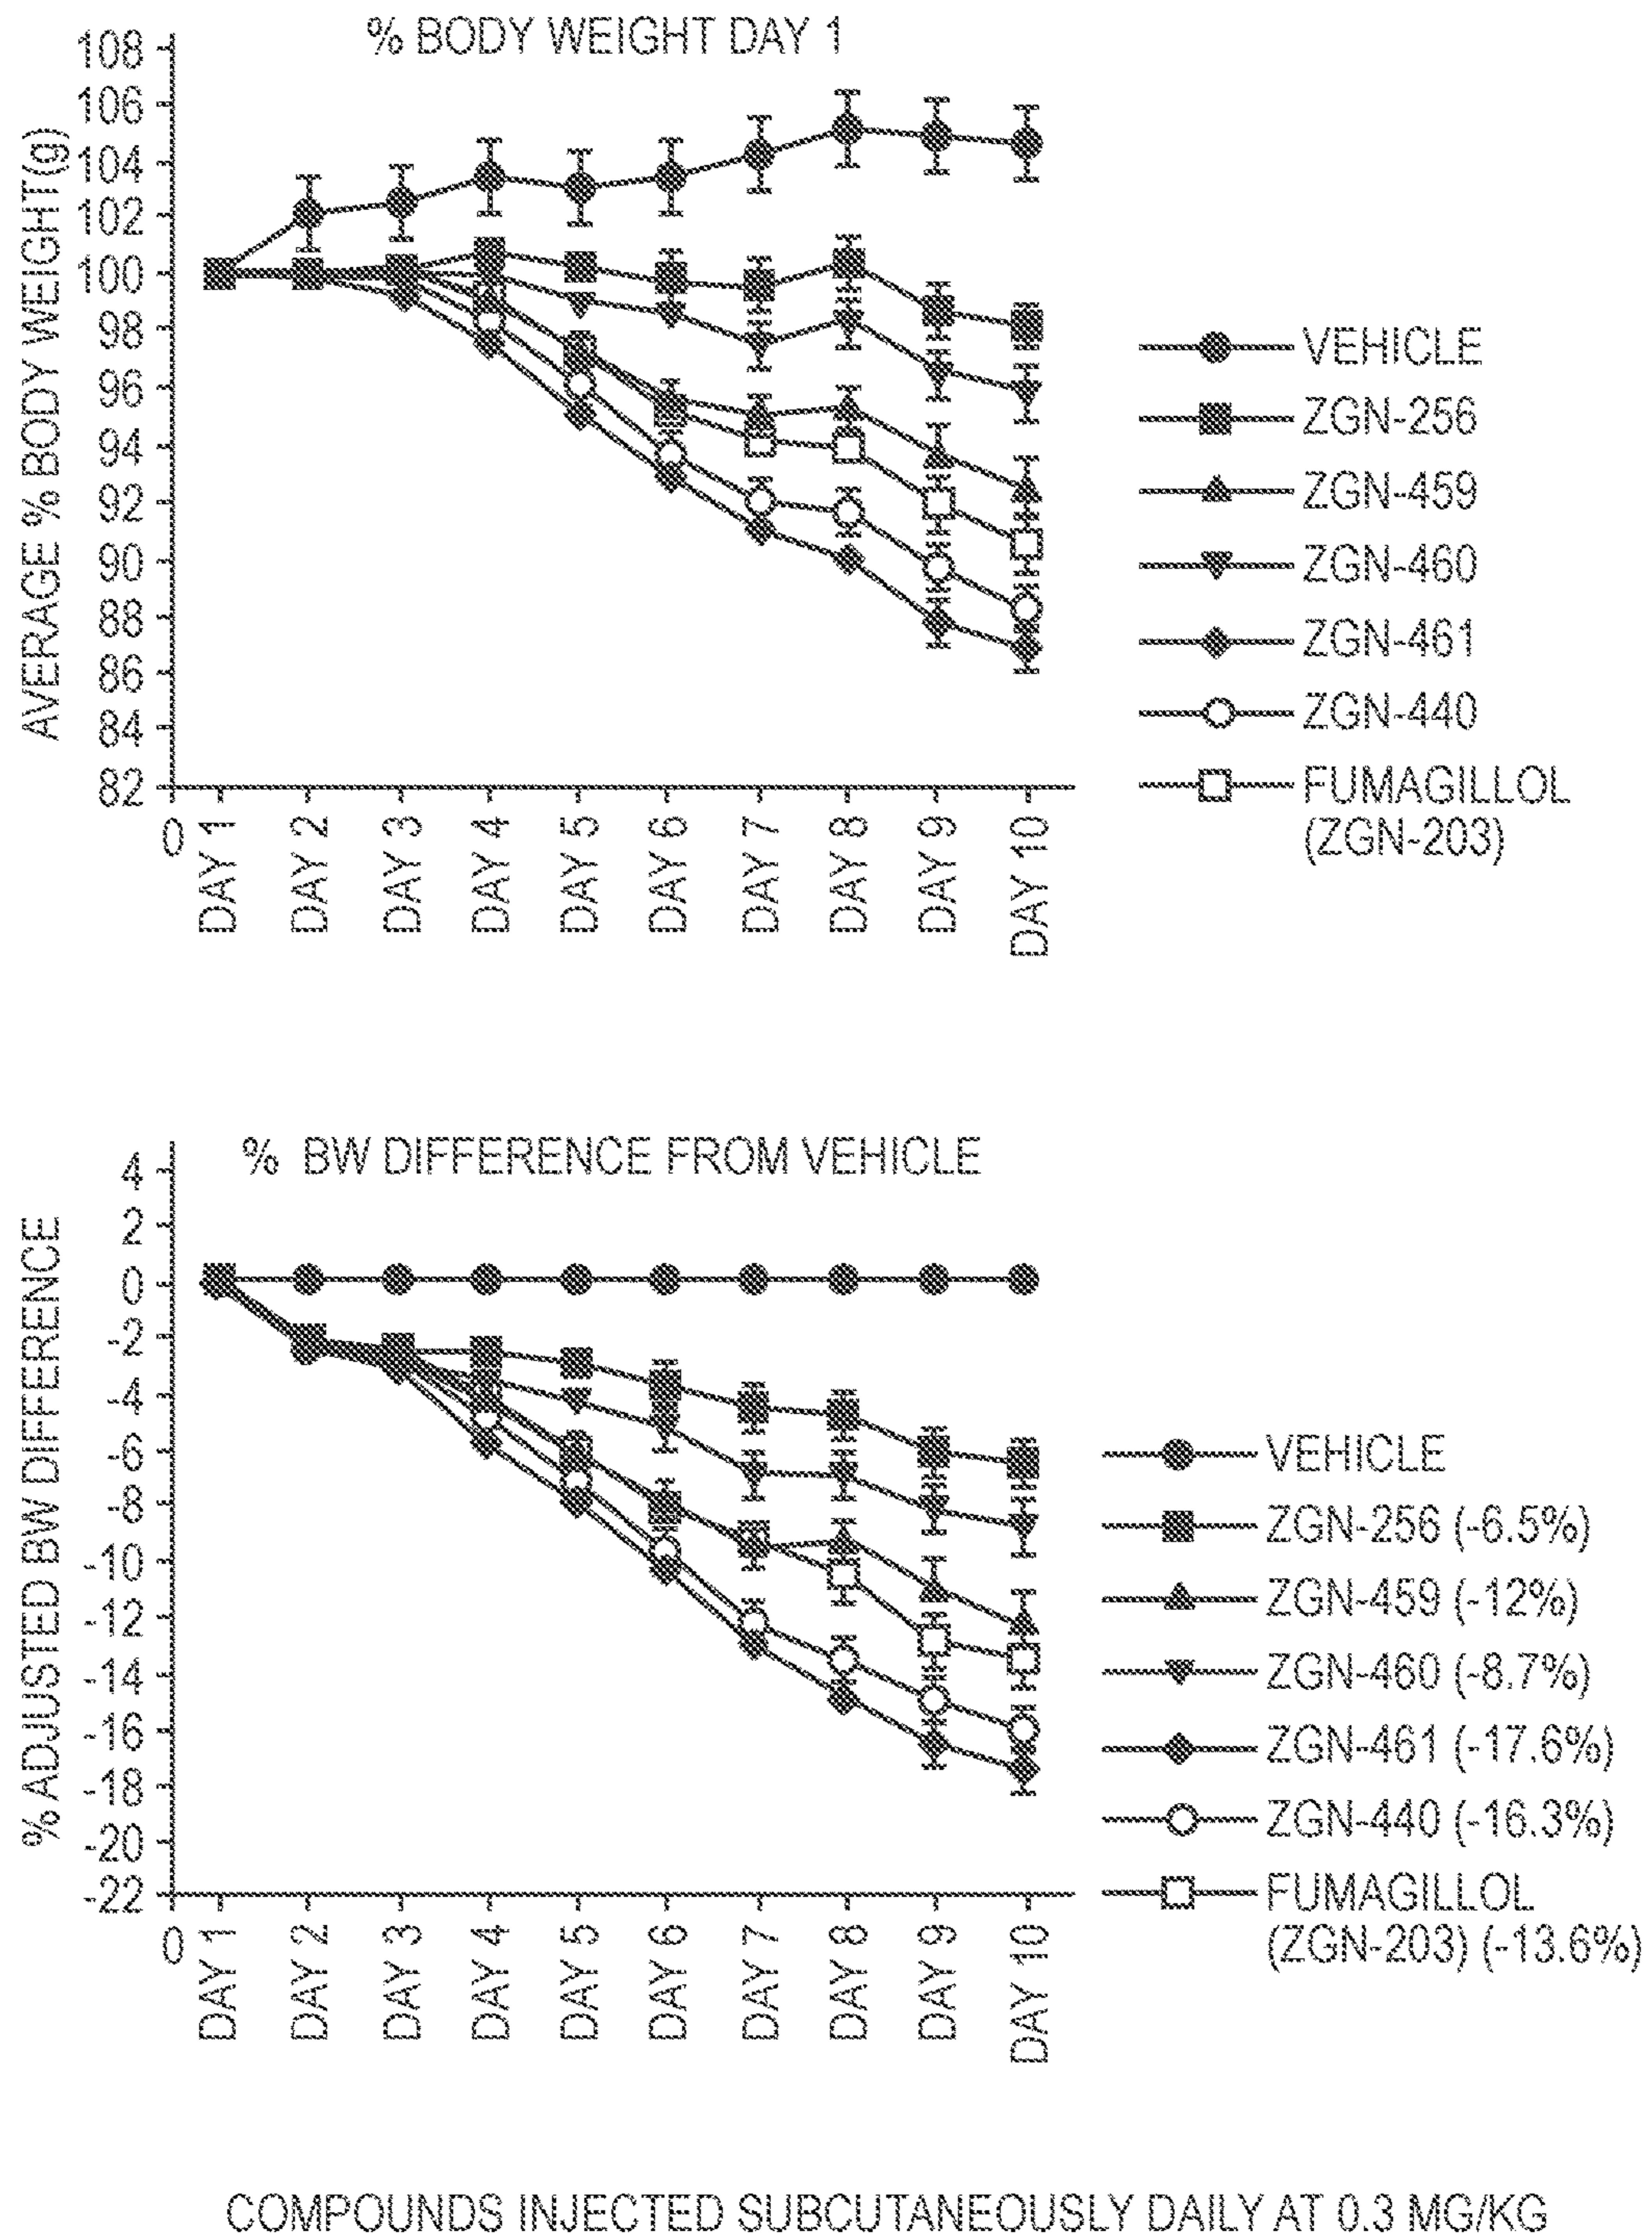 % BODY WEIGHT DAY 1
AVERAGE % BODY WEIGHT(g)
108
106
104
102
100
98
96
94
92
90
88
86
84
82
0
DAY 1
DAY 2
DAY 3
DAY 4
DAY 5
DAY 6
DAY 7
DAY 8
DAY 9
DAY 10
VEHICLE
ZGN-256
ZGN-459
ZGN-460
ZGN-461
ZGN-440
FUMAGILLOL
(ZGN-203)
% BW DIFFERENCE FROM VEHICLE
% ADJUSTED BW DIFFERENCE
4
2
0
-2
-4
-6
-8
-10
-12
-14
-16
-18
-20
-22
0
DAY 1
DAY 2
DAY 3
DAY 4
DAY 5
DAY 6
DAY 7
DAY 8
DAY 9
DAY 10
VEHICLE
ZGN-256 (-6.5%)
ZGN-459 (-12%)
ZGN-460 (-8.7%)
ZGN-461 (-17.6%)
ZGN-440 (-16.3%)
FUMAGILLOL
(ZGN-203) (-13.6%)
COMPOUNDS INJECTED SUBCUTANEOUSLY DAILY AT 0.3 MG/KG